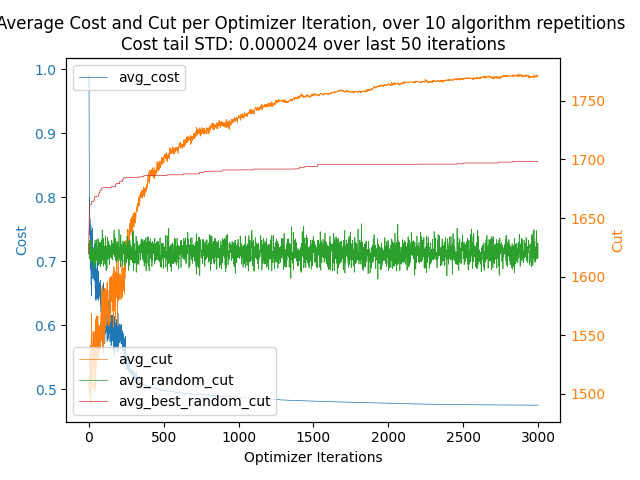 Average Cost and Cut per Optimizer Iteration, over 10 algorithm repetitions
Cost tail STD: 0.000024 over last 50 iterations
avg_cost
1.0
0.9
0.8
0.7
0.6
0.5
Cost
1750
1700
1650
1600
1550
1500
Cut
avg_cut
avg_random_cut
avg_best_random_cut
0 500 1000 1500 2000 2500 3000
Optimizer Iterations